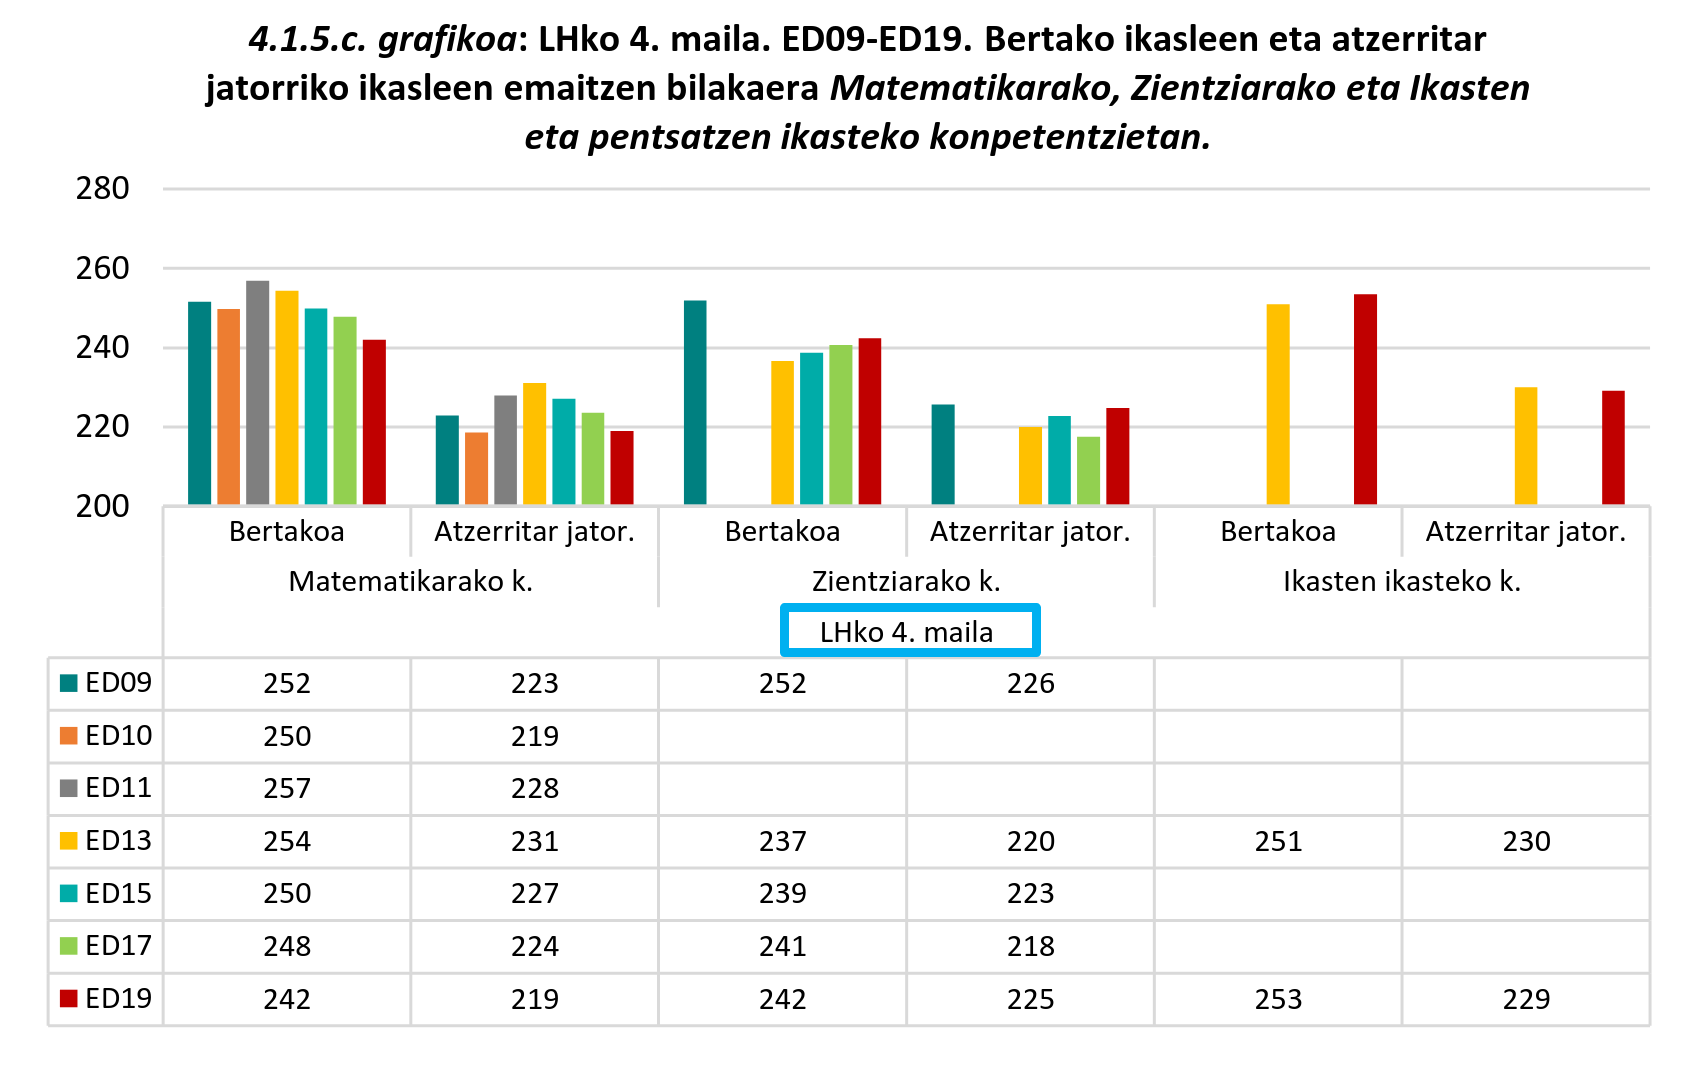 4.1.5.c. grafikoa: LHko 4. maila. ED09-ED19. Bertako ikasleen eta atzerritar
jatorriko ikasleen emaitzen bilakaera Matematikarako, Zientziarako eta Ikasten
eta pentsatzen ikasteko konpetentzietan.
280
260
240
220
200
Bertakoa Atzerritar jator. Bertakoa Atzerritar jator. Bertakoa Atzerritar jator.
Matematikarako k. Zientziarako k. Ikasten ikasteko k.
LHko 4. maila
ED09 252 223 252 226
ED10 250 219
ED11 257 228
ED13 254 231 237 220 251 230
ED15 250 227 239 223
ED17 248 224 241 218
ED19 242 219 242 225 253 229